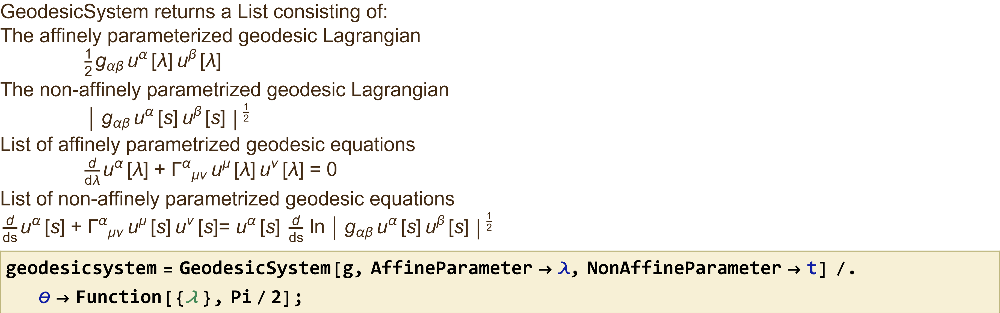 GeodesicSystem returns a List consisting of:
The affinely parameterized geodesic Lagrangian
$\frac{1}{2} g_{\alpha\beta} u^{\alpha}[\lambda] u^{\beta}[\lambda]$
The non-affinely parametrized geodesic Lagrangian
$| g_{\alpha\beta} u^{\alpha}[s] u^{\beta}[s] |^{\frac{1}{2}}$
List of affinely parametrized geodesic equations
$\frac{d}{d\lambda} u^{\alpha}[\lambda] + \Gamma^{\alpha}{}_{\mu\nu} u^{\mu}[\lambda] u^{\nu}[\lambda] = 0$
List of non-affinely parametrized geodesic equations
$\frac{d}{ds} u^{\alpha}[s] + \Gamma^{\alpha}{}_{\mu\nu} u^{\mu}[s] u^{\nu}[s] = u^{\alpha}[s] \frac{d}{ds} \ln | g_{\alpha\beta} u^{\alpha}[s] u^{\beta}[s] |^{\frac{1}{2}}$
geodesicsystem = GeodesicSystem[g, AffineParameter → λ, NonAffineParameter → t] /.
θ → Function[{λ}, Pi / 2];